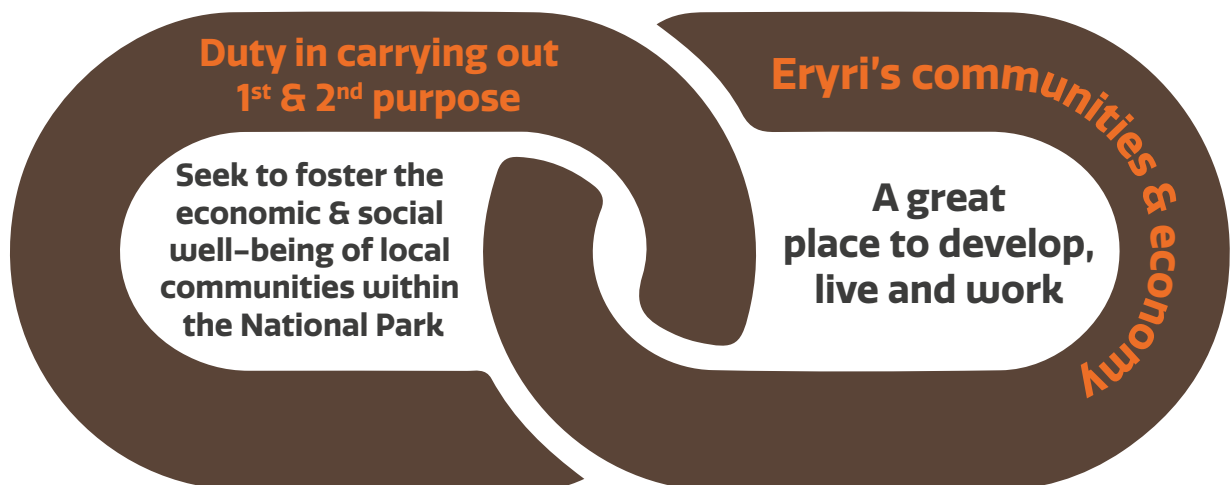 Duty in carrying out
1st & 2nd purpose
Seek to foster the
economic & social
well-being of local
communities within
the National Park
Eryri's communities & economy
A great
place to develop,
live and work